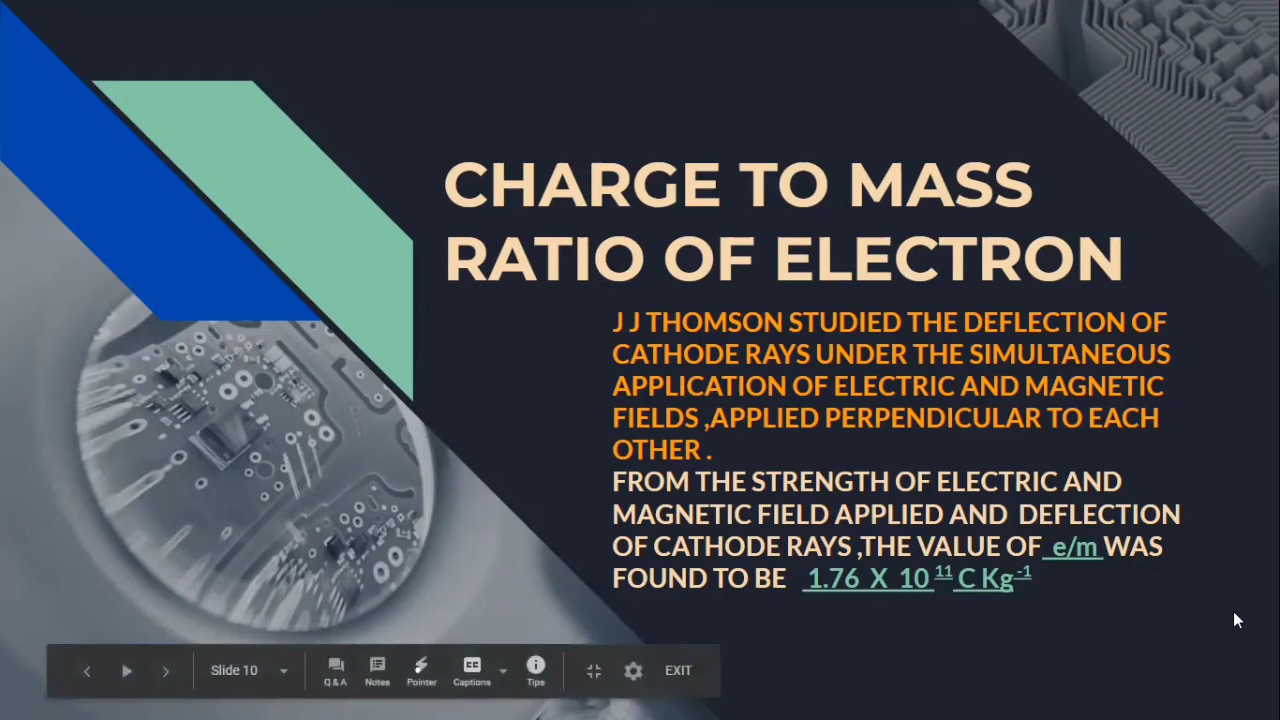 CHARGE TO MASS
RATIO OF ELECTRON
J J THOMSON STUDIED THE DEFLECTION OF
CATHODE RAYS UNDER THE SIMULTANEOUS
APPLICATION OF ELECTRIC AND MAGNETIC
FIELDS ,APPLIED PERPENDICULAR TO EACH
OTHER .
FROM THE STRENGTH OF ELECTRIC AND
MAGNETIC FIELD APPLIED AND DEFLECTION
OF CATHODE RAYS ,THE VALUE OF e/m WAS
FOUND TO BE 1.76 X 10 ¹¹ C Kg⁻¹
Slide 10 Q & A Notes Pointer CC Captions Tips EXIT